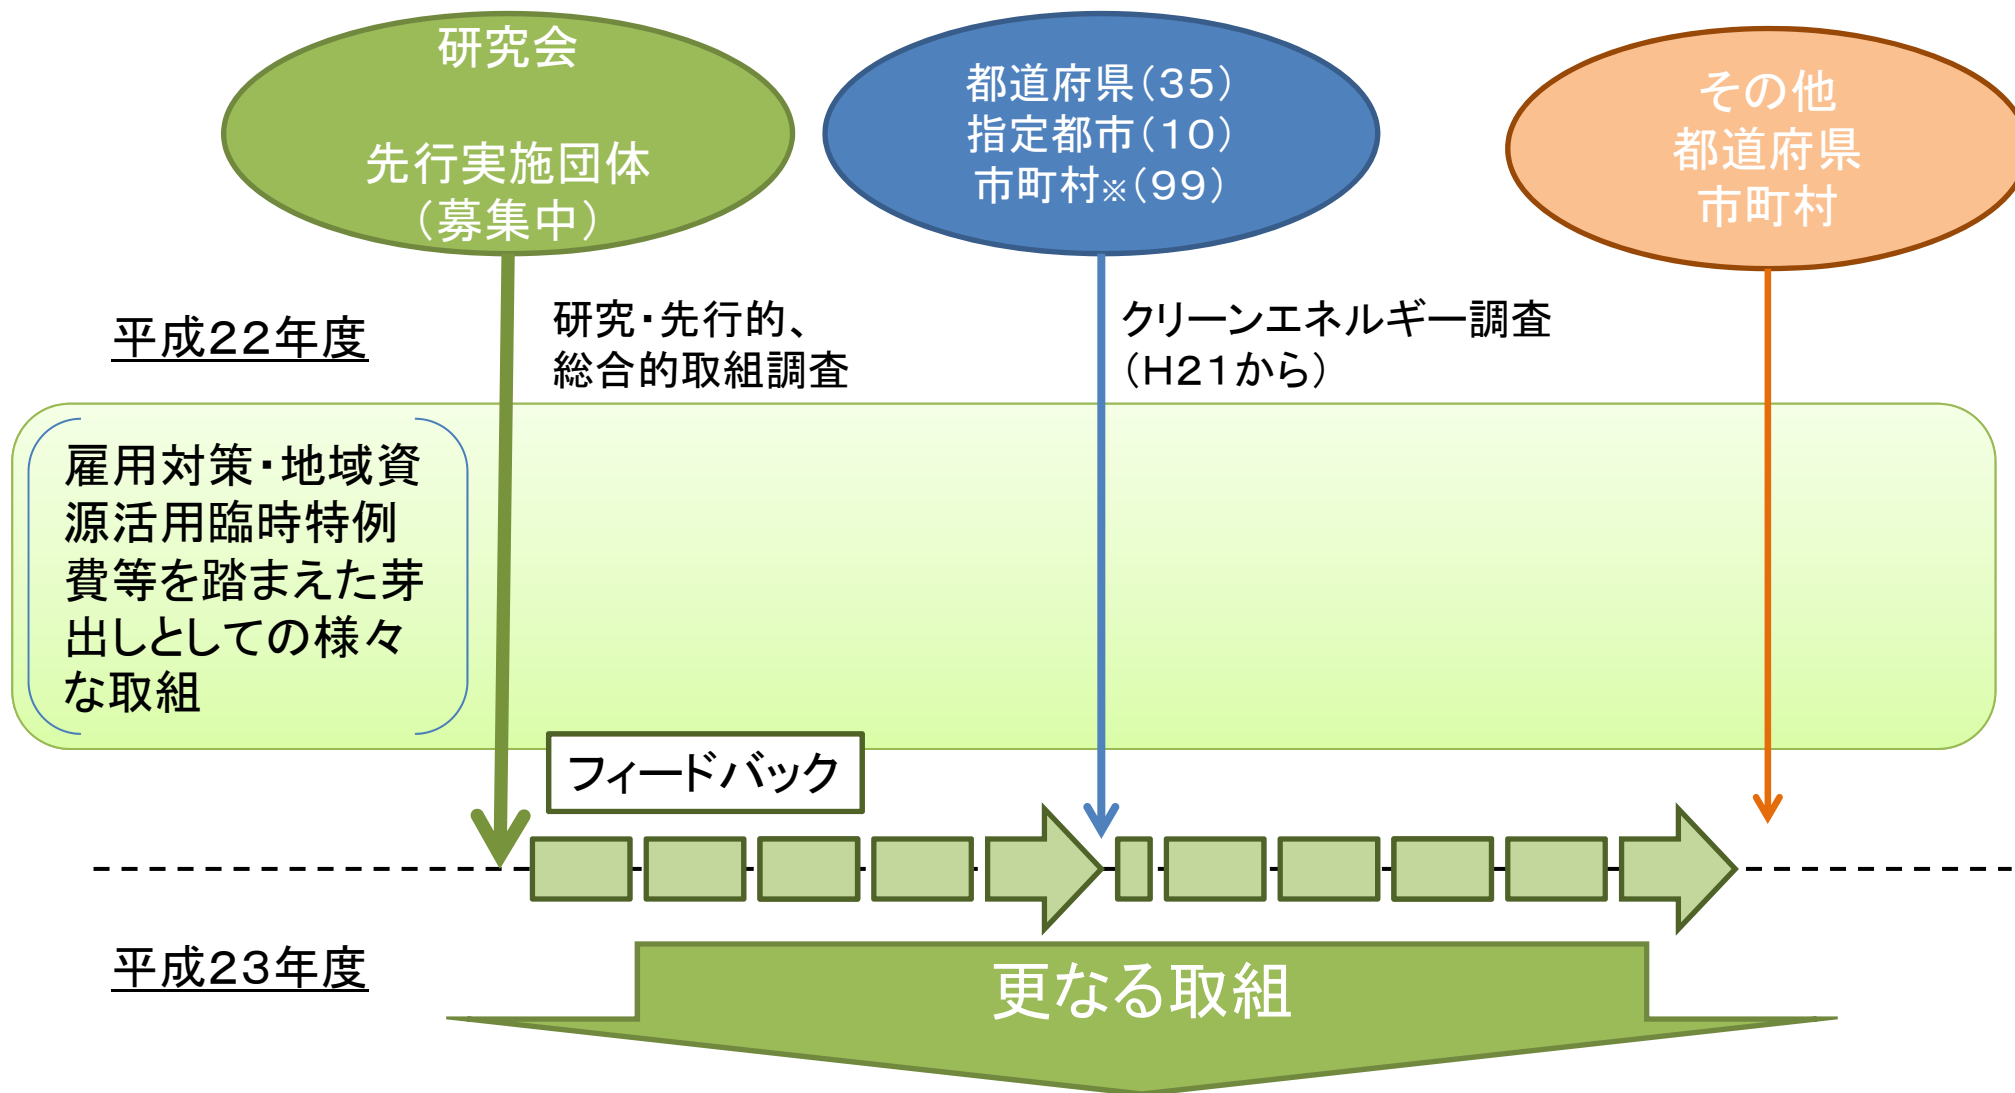 研究会
先行実施団体
（募集中）
都道府県（３５）
指定都市（１０）
市町村※（９９）
その他
都道府県
市町村
平成２２年度
研究・先行的、
総合的取組調査
クリーンエネルギー調査
（Ｈ２１から）
雇用対策・地域資
源活用臨時特例
費等を踏まえた芽
出しとしての様々
な取組
フィードバック
平成２３年度
更なる取組